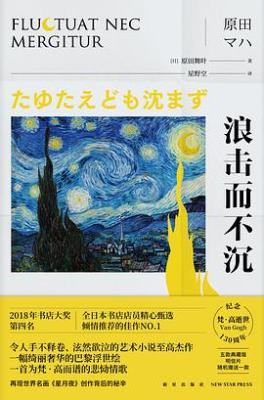 FLUCTUAT NEC
MERGITUR
原田
マハ
[日] 原田舞叶 著
星野空 译
たゆたえども沈まず
浪击而不沉
2018年书店大奖
第四名
全日本书店店员精心甄选
倾情推荐的佳作NO.1
令人手不释卷、泫然欲泣的艺术小说至高杰作
一幅绮丽奢华的巴黎浮世绘
一首为梵·高而谱的悲恸情歌
再现世界名画《星月夜》创作背后的秘辛
纪念
梵·高逝世
Van Gogh
130周年
五款典藏版
明信片
随机赠送一款
新星出版社 NEW STAR PRESS